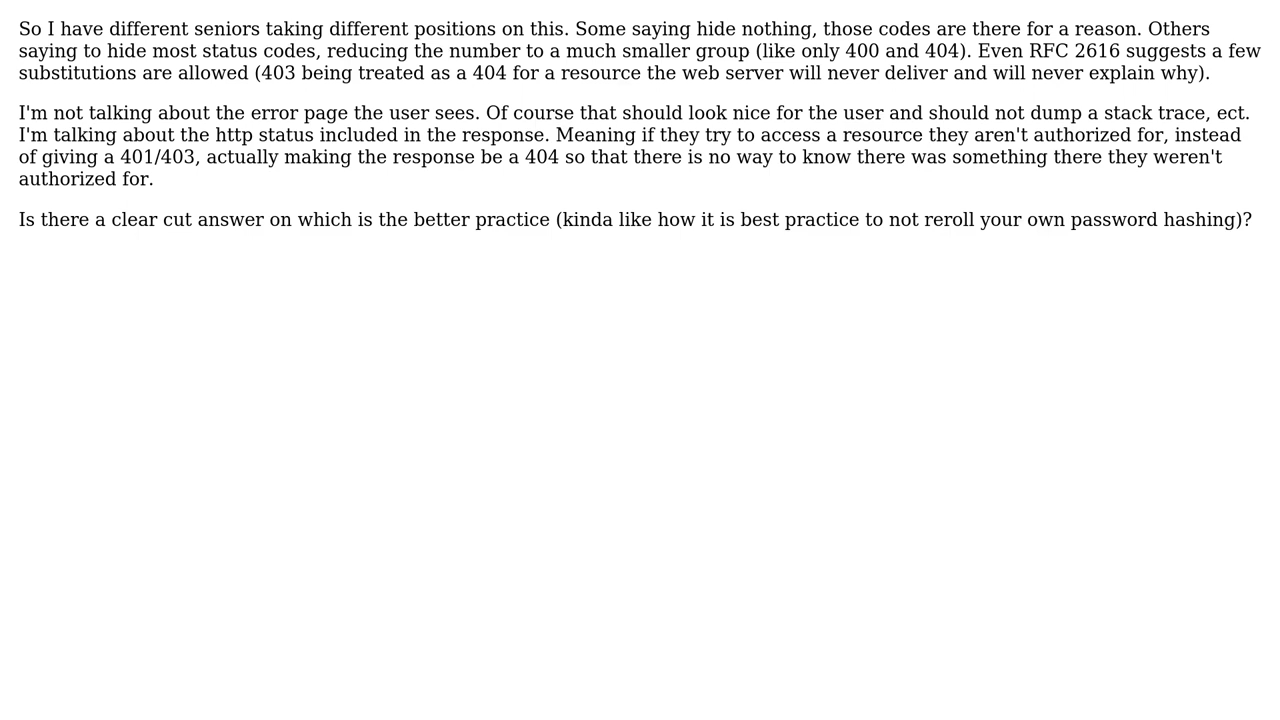 So I have different seniors taking different positions on this. Some saying hide nothing, those codes are there for a reason. Others
saying to hide most status codes, reducing the number to a much smaller group (like only 400 and 404). Even RFC 2616 suggests a few
substitutions are allowed (403 being treated as a 404 for a resource the web server will never deliver and will never explain why).
I'm not talking about the error page the user sees. Of course that should look nice for the user and should not dump a stack trace, ect.
I'm talking about the http status included in the response. Meaning if they try to access a resource they aren't authorized for, instead
of giving a 401/403, actually making the response be a 404 so that there is no way to know there was something there they weren't
authorized for.
Is there a clear cut answer on which is the better practice (kinda like how it is best practice to not reroll your own password hashing)?